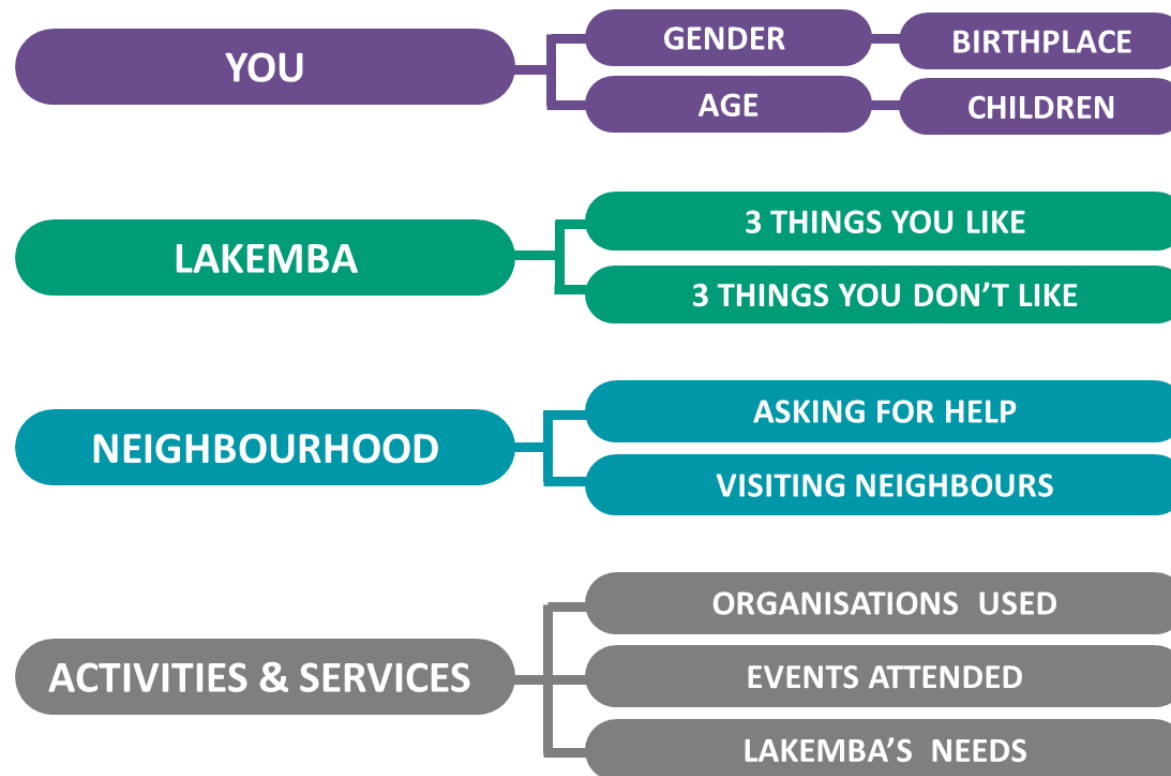 YOU
GENDER
BIRTHPLACE
AGE
CHILDREN
LAKEMBA
3 THINGS YOU LIKE
3 THINGS YOU DON’T LIKE
NEIGHBOURHOOD
ASKING FOR HELP
VISITING NEIGHBOURS
ACTIVITIES & SERVICES
ORGANISATIONS USED
EVENTS ATTENDED
LAKEMBA’S NEEDS